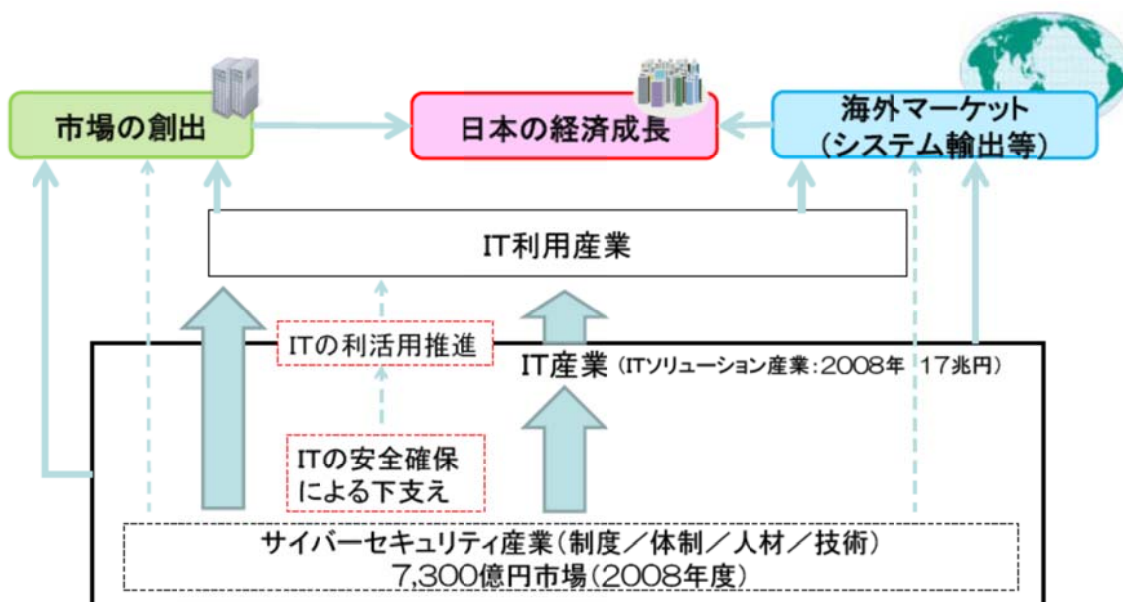 市場の創出
日本の経済成長
海外マーケット
(システム輸出等)
IT利用産業
ITの利活用推進
IT産業 (ITソリューション産業:2008年 17兆円)
ITの安全確保
による下支え
サイバーセキュリティ産業(制度／体制／人材／技術)
7,300億円市場(2008年度)